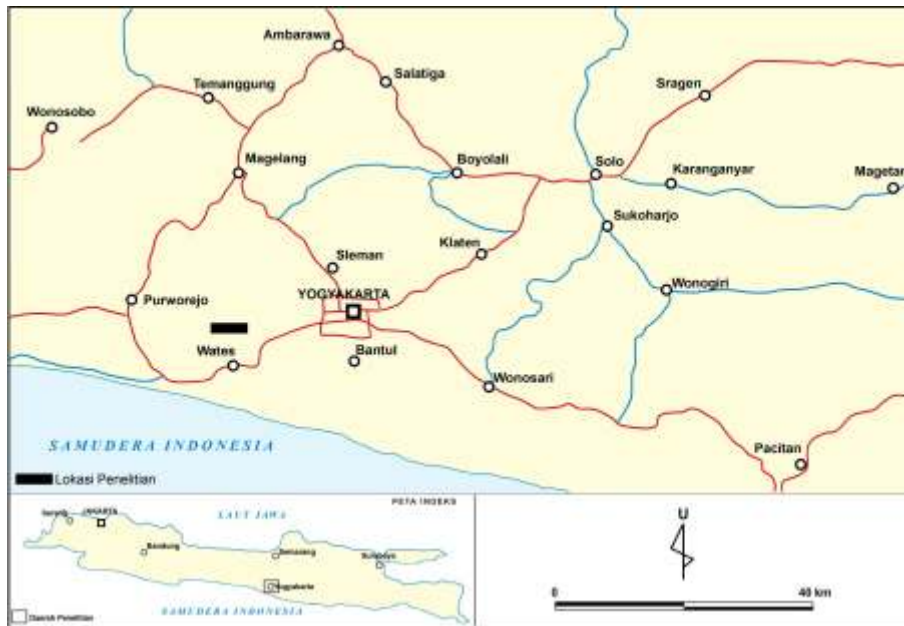 Ambarawa
Temanggung
Salatiga
Sragen
Wonosobo
Magelang
Boyolali
Solo
Karanganyar
Magetan
Sukoharjo
Sleman
Klaten
YOGYAKARTA
Wonogiri
Purworejo
Wates
Bantul
Wonosari
SAMUDERA INDONESIA
Pacitan
Lokasi Penelitian
PETA INDEKS
LAUT JAWA
JAKARTA
Bandung
Semarang
Surabaya
Yogyakarta
SAMUDERA INDONESIA
Daerah Penelitian
U
0 40 km